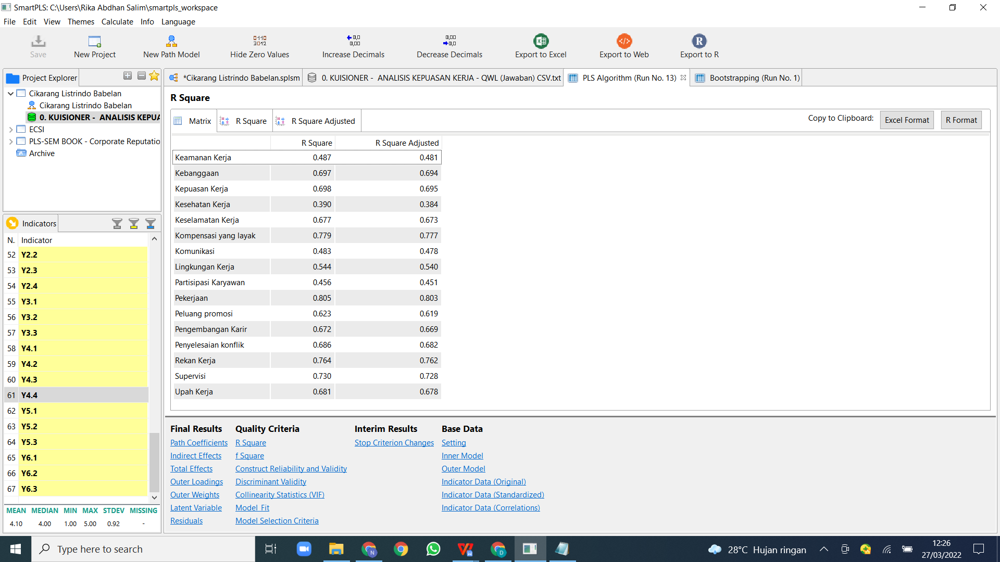 SmartPLS: C:\Users\Rika Abdhan Salim\smartpls_workspace
File Edit View Themes Calculate Info Language
Save New Project New Path Model Hide Zero Values Increase Decimals Decrease Decimals Export to Excel Export to Web Export to R
Project Explorer
Cikarang Listrindo Babelan
Cikarang Listrindo Babelan
0. KUISIONER - ANALISIS KEPUA
ECSI
PLS-SEM BOOK - Corporate Reputatio
Archive
Indicators
N. Indicator
52 Y2.2
53 Y2.3
54 Y2.4
55 Y3.1
56 Y3.2
57 Y3.3
58 Y4.1
59 Y4.2
60 Y4.3
61 Y4.4
62 Y5.1
63 Y5.2
64 Y5.3
65 Y6.1
66 Y6.2
67 Y6.3
MEAN MEDIAN MIN MAX STDEV MISSING
4.10 4.00 1.00 5.00 0.92 -
*Cikarang Listrindo Babelan.splsm 0. KUISIONER - ANALISIS KEPUASAN KERJA - QWL (Jawaban) CSV.txt PLS Algorithm (Run No. 13) Bootstrapping (Run No. 1)
R Square
Matrix R Square R Square Adjusted Copy to Clipboard: Excel Format R Format
R Square R Square Adjusted
Keamanan Kerja 0.487 0.481
Kebanggaan 0.697 0.694
Kepuasan Kerja 0.698 0.695
Kesehatan Kerja 0.390 0.384
Keselamatan Kerja 0.677 0.673
Kompensasi yang layak 0.779 0.777
Komunikasi 0.483 0.478
Lingkungan Kerja 0.544 0.540
Partisipasi Karyawan 0.456 0.451
Pekerjaan 0.805 0.803
Peluang promosi 0.623 0.619
Pengembangan Karir 0.672 0.669
Penyelesaian konflik 0.686 0.682
Rekan Kerja 0.764 0.762
Supervisi 0.730 0.728
Upah Kerja 0.681 0.678
Final Results Quality Criteria Interim Results Base Data
Path Coefficients R Square Stop Criterion Changes Setting
Indirect Effects f Square Inner Model
Total Effects Construct Reliability and Validity Outer Model
Outer Loadings Discriminant Validity Indicator Data (Original)
Outer Weights Collinearity Statistics (VIF) Indicator Data (Standardized)
Latent Variable Model_Fit Indicator Data (Correlations)
Residuals Model Selection Criteria
Type here to search
28°C Hujan ringan
12:26
27/03/2022